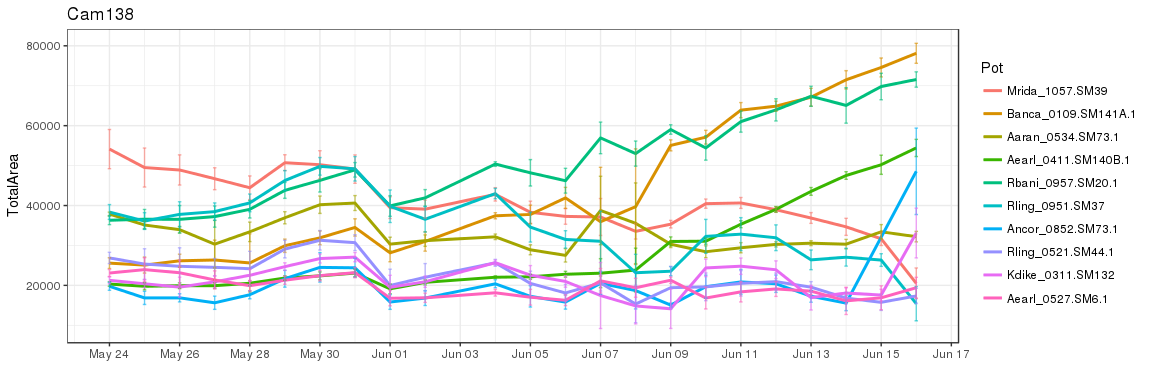 Cam138
TotalArea
80000
60000
40000
20000
May 24
May 26
May 28
May 30
Jun 01
Jun 03
Jun 05
Jun 07
Jun 09
Jun 11
Jun 13
Jun 15
Jun 17
Pot
Mrida_1057.SM39
Banca_0109.SM141A.1
Aaran_0534.SM73.1
Aearl_0411.SM140B.1
Rbani_0957.SM20.1
Rling_0951.SM37
Ancor_0852.SM73.1
Rling_0521.SM44.1
Kdike_0311.SM132
Aearl_0527.SM6.1